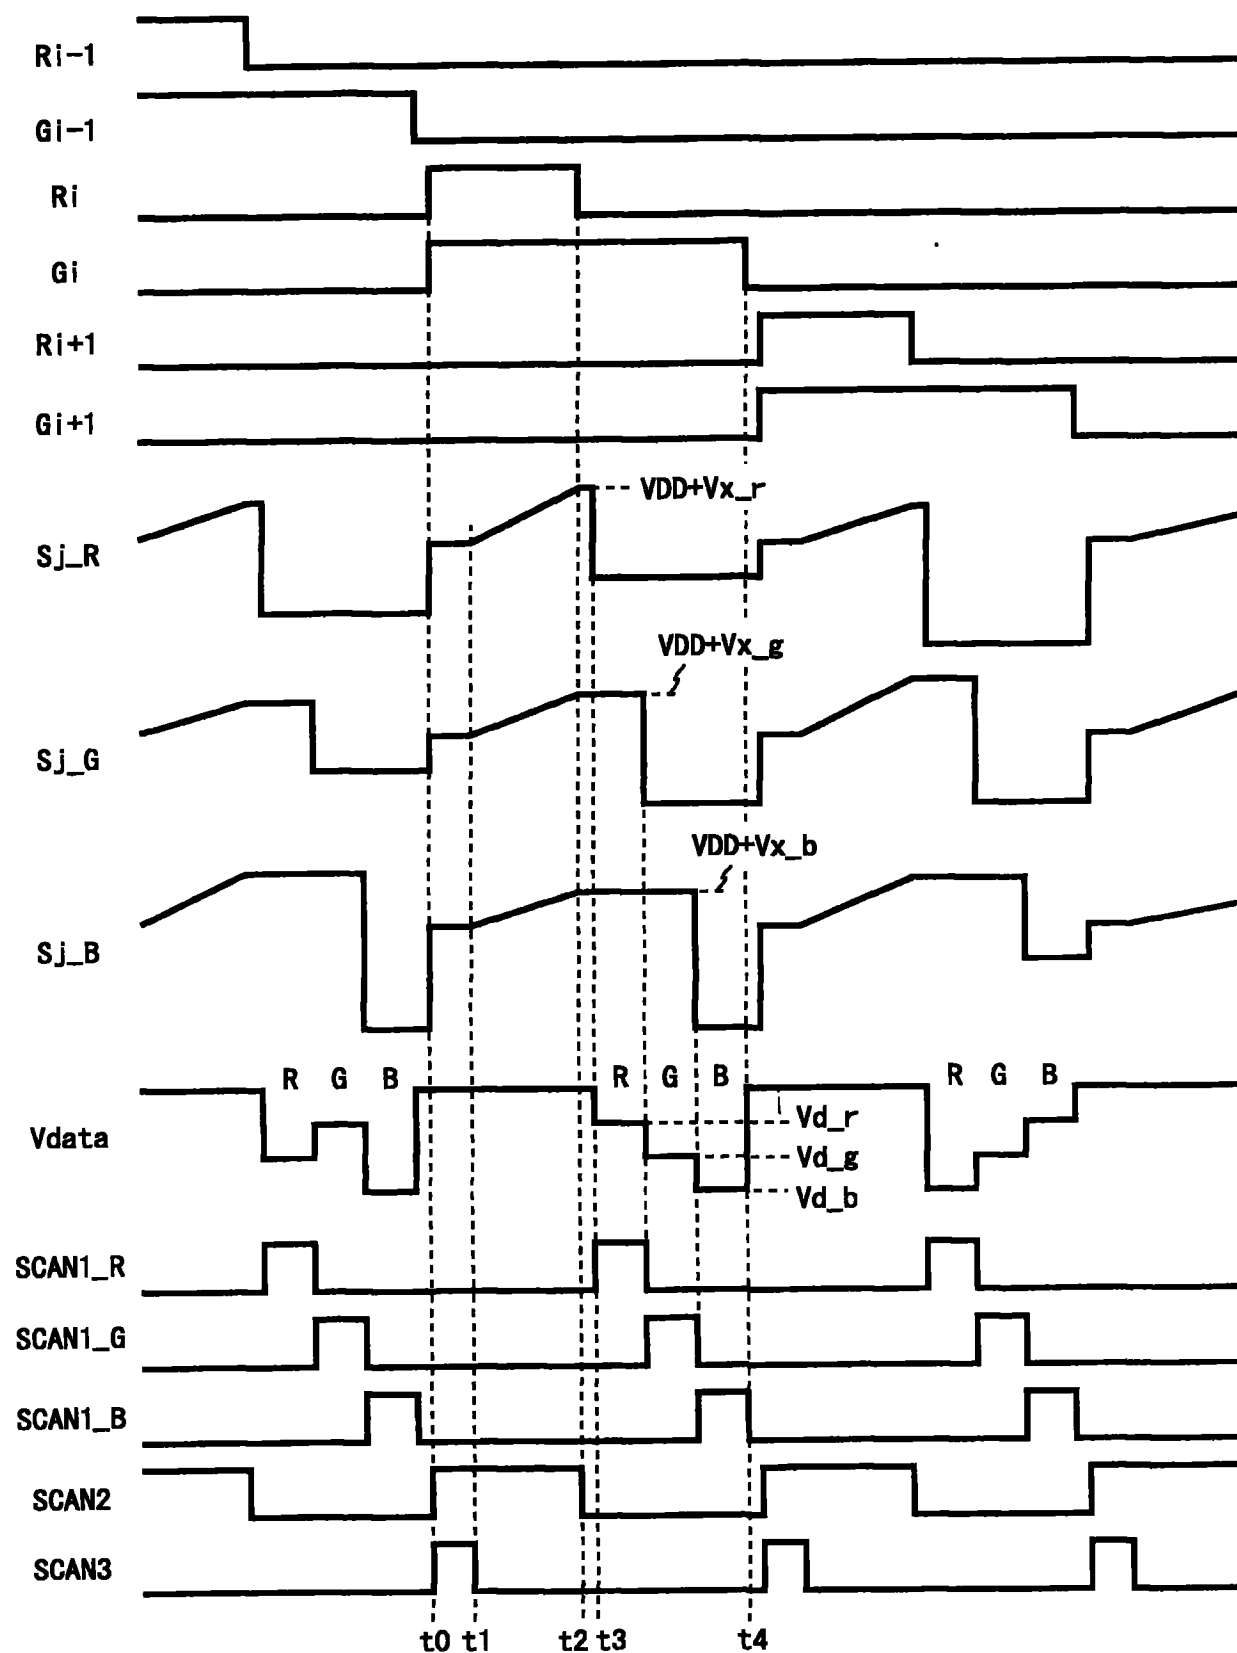 Ri-1
Gi-1
Ri
Gi
Ri+1
Gi+1
VDD+Vx_r
Sj_R
VDD+Vx_g
Sj_G
VDD+Vx_b
Sj_B
R G B R G B R G B
Vd_r
Vdata
Vd_g
Vd_b
SCAN1_R
SCAN1_G
SCAN1_B
SCAN2
SCAN3
t0 t1 t2 t3 t4